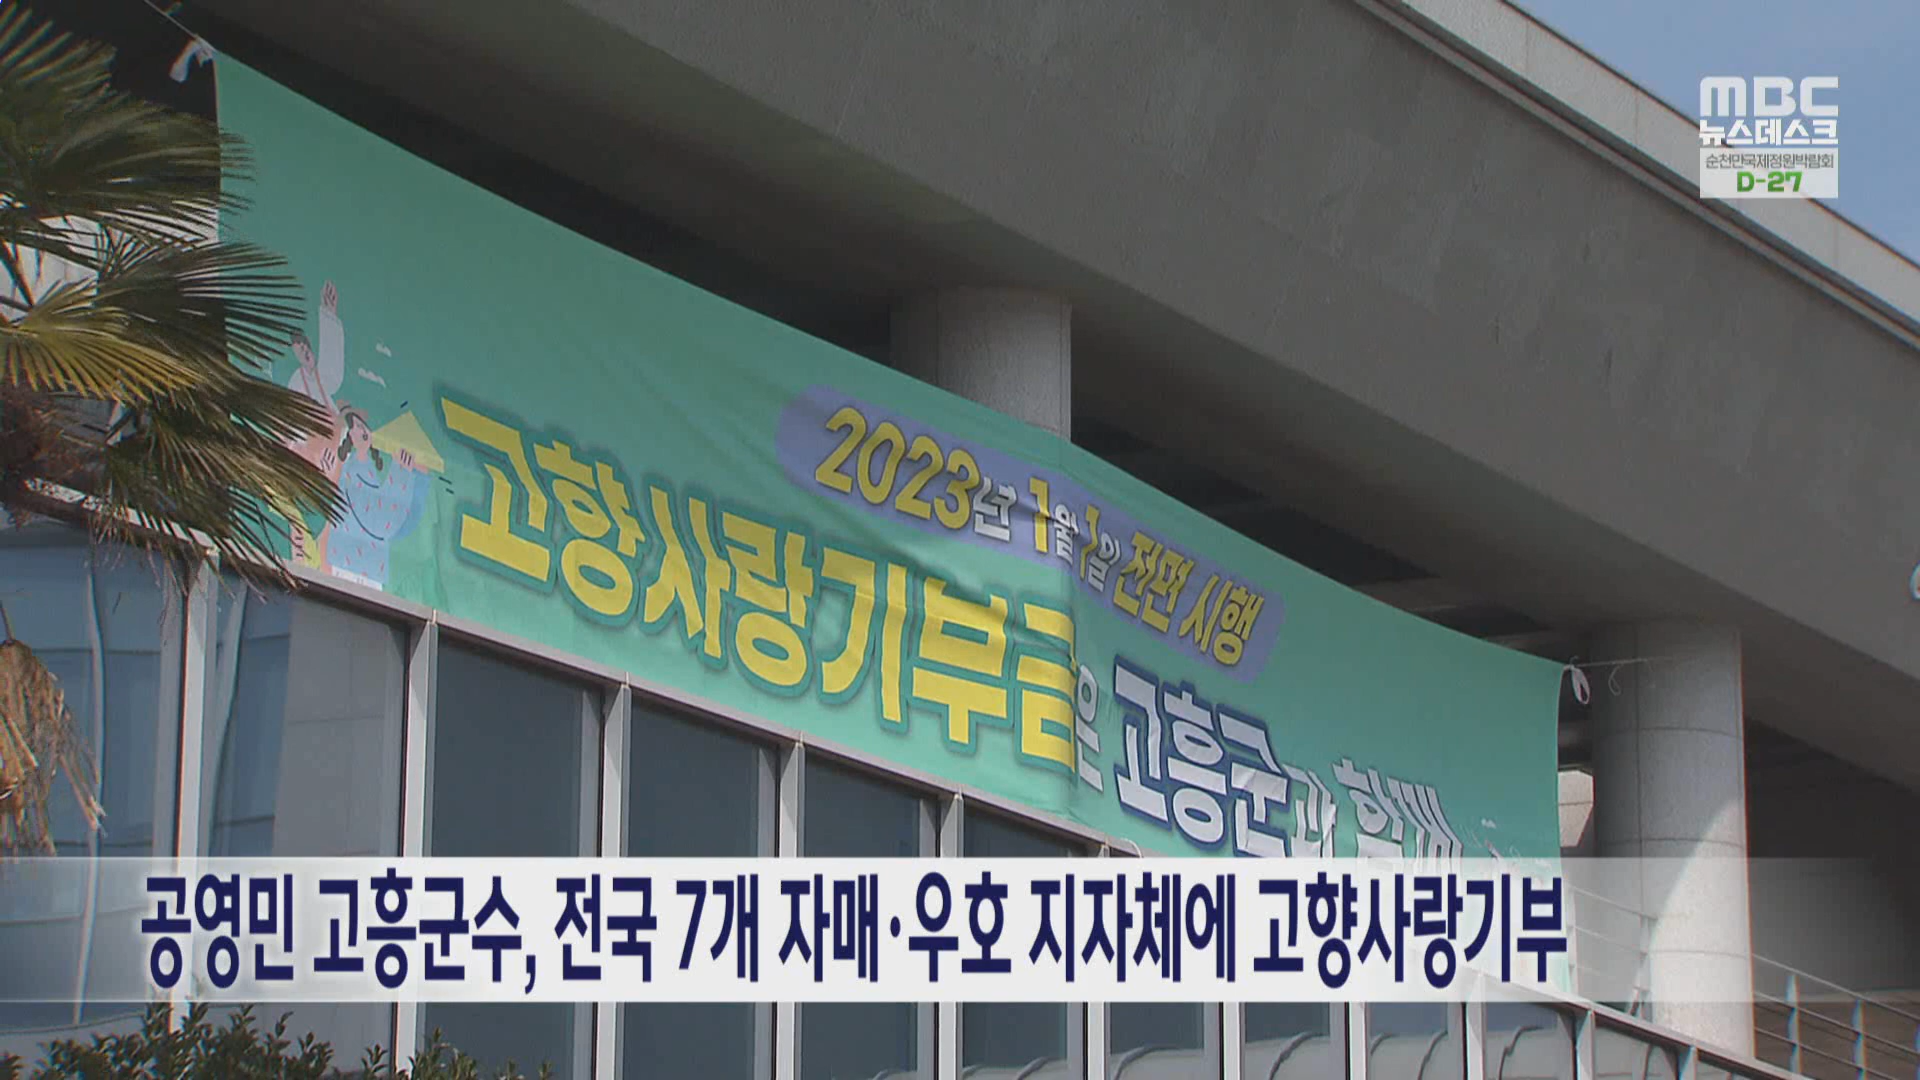 MBC
뉴스데스크
순천만국제정원박람회
D-27
2023년 1월 1일 전면 시행
고향사랑기부금은 고흥군과 함께
공영민 고흥군수, 전국 7개 자매·우호 지자체에 고향사랑기부